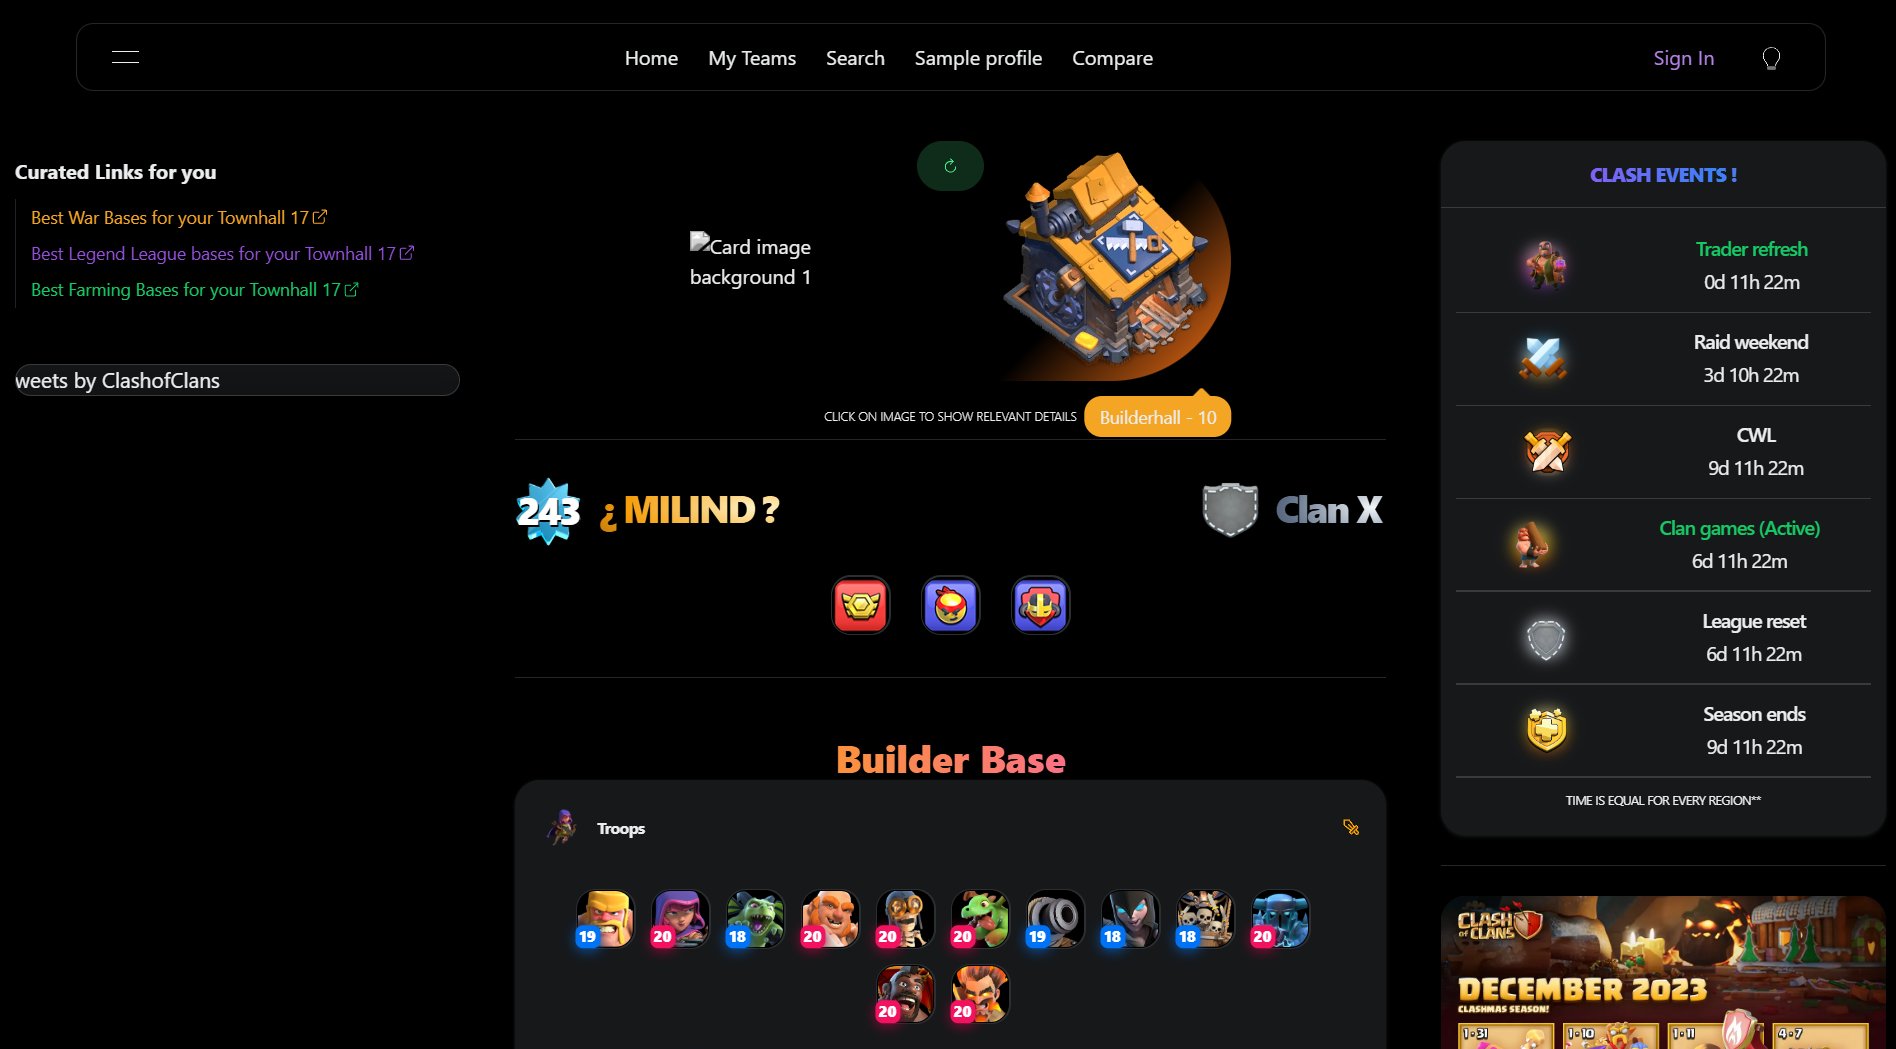 Home My Teams Search Sample profile Compare Sign In
Curated Links for you
Best War Bases for your Townhall 17
Best Legend League bases for your Townhall 17
Best Farming Bases for your Townhall 17
weets by ClashofClans
Card image
background 1
CLICK ON IMAGE TO SHOW RELEVANT DETAILS
Builderhall - 10
243 ¿ MILIND ?
Clan X
Builder Base
Troops
19 20 18 20 20 20 19 18 18 20
20 20
CLASH EVENTS !
Trader refresh
0d 11h 22m
Raid weekend
3d 10h 22m
CWL
9d 11h 22m
Clan games (Active)
6d 11h 22m
League reset
6d 11h 22m
Season ends
9d 11h 22m
TIME IS EQUAL FOR EVERY REGION**
CLASH
OF CLANS
DECEMBER 2023
CLASHMAS SEASON!
1-31 1-10 1-11 4-7